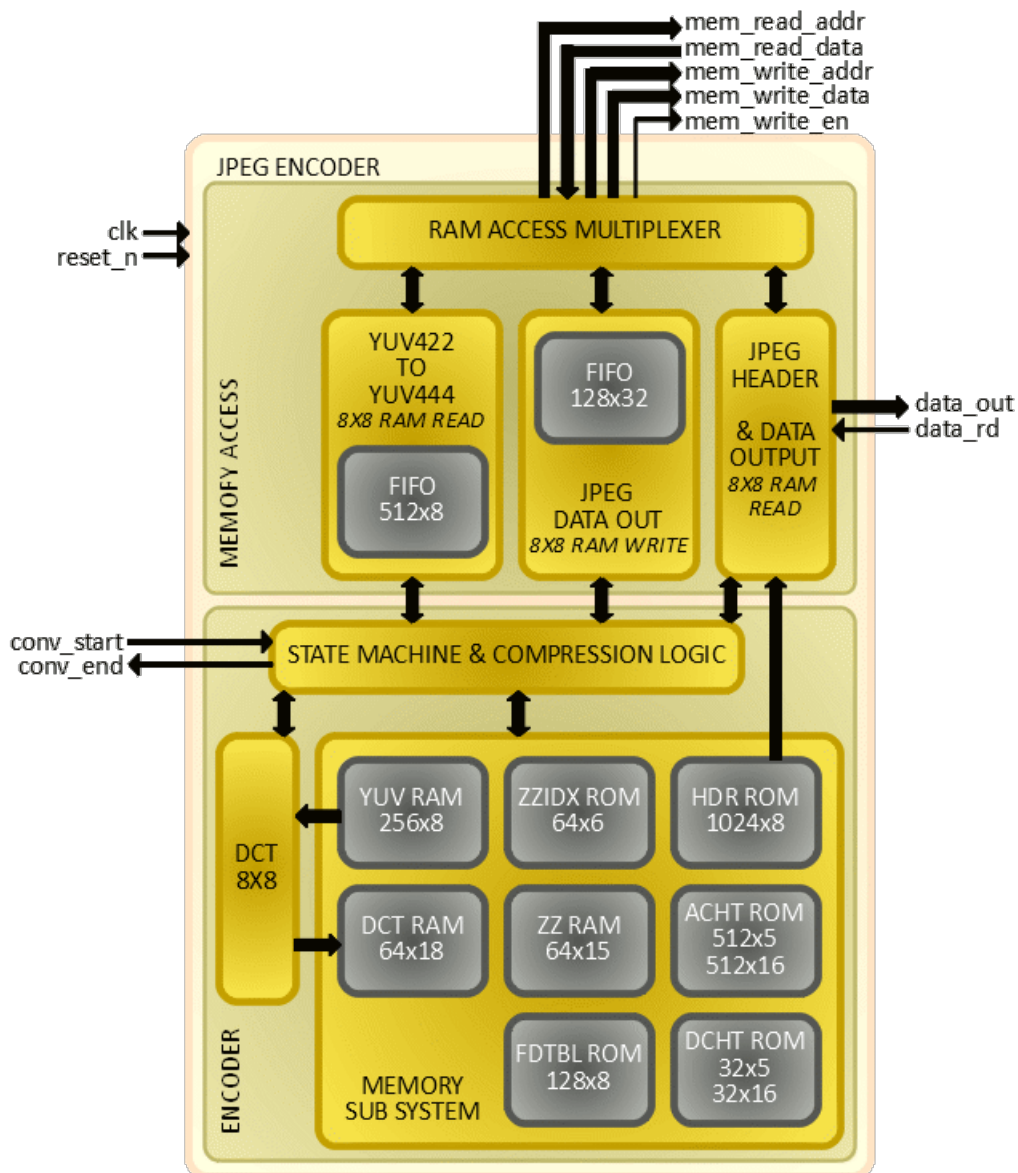 mem_read_addr
mem_read_data
mem_write_addr
mem_write_data
mem_write_en
JPEG ENCODER
clk
reset_n
RAM ACCESS MULTIPLEXER
MEMOFY ACCESS
YUV422
TO
YUV444
8X8 RAM READ
FIFO
512x8
FIFO
128x32
JPEG
DATA OUT
8X8 RAM WRITE
JPEG
HEADER
& DATA
OUTPUT
8X8 RAM
READ
data_out
data_rd
conv_start
conv_end
STATE MACHINE & COMPRESSION LOGIC
DCT
8X8
YUV RAM
256x8
ZZIDX ROM
64x6
HDR ROM
1024x8
DCT RAM
64x18
ZZ RAM
64x15
ACHT ROM
512x5
512x16
FDTBL ROM
128x8
DCHT ROM
32x5
32x16
MEMORY
SUB SYSTEM
ENCODER